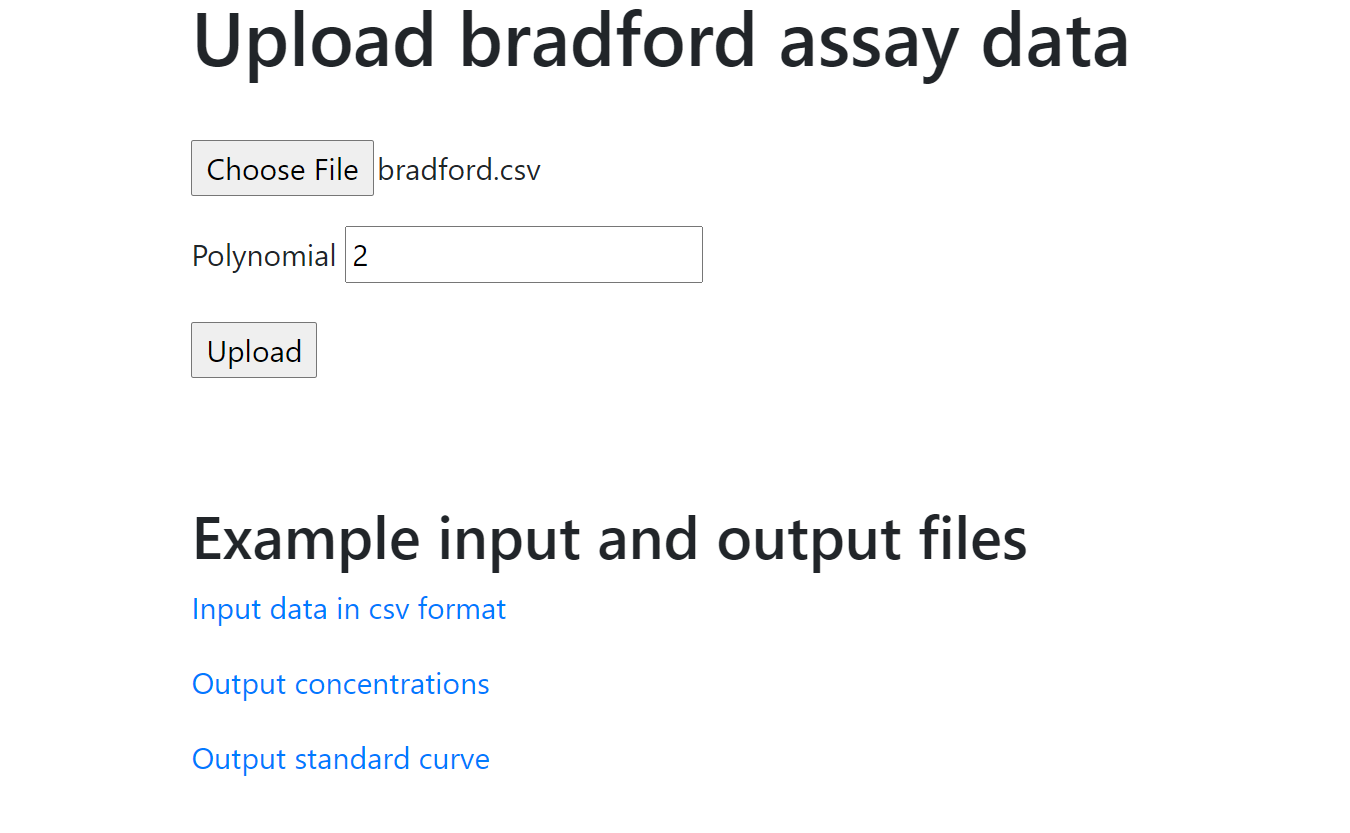 Upload bradford assay data
Choose File bradford.csv
Polynomial 2
Upload
Example input and output files
Input data in csv format
Output concentrations
Output standard curve